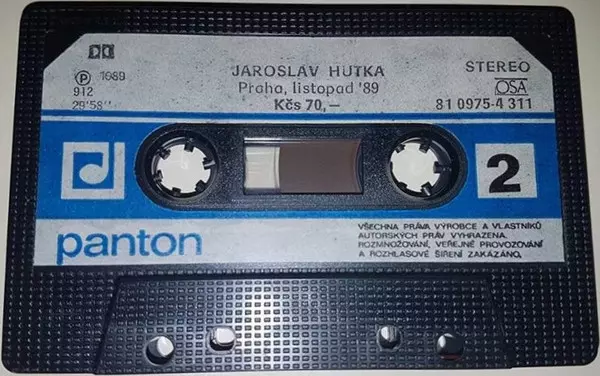 ℗ 1989
912
29'58"
JAROSLAV HUTKA
Praha, listopad '89
Kčs 70,—
STEREO
OSA
81 0975-4 311
2
panton
VŠECHNA PRÁVA VÝROBCE A VLASTNÍKŮ
AUTORSKÝCH PRÁV VYHRAZENA.
ROZMNOŽOVÁNÍ, VEŘEJNÉ PROVOZOVÁNÍ
A ROZHLASOVÉ ŠÍŘENÍ ZAKÁZÁNO.